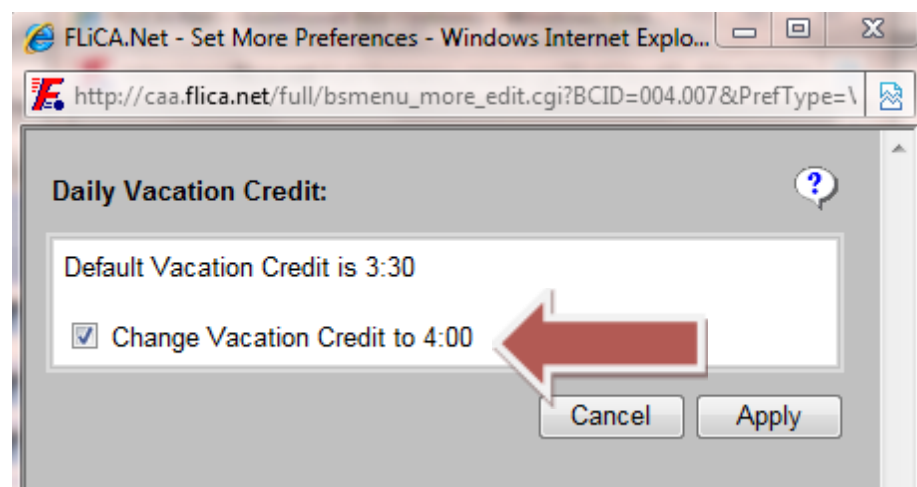 FLiCA.Net - Set More Preferences - Windows Internet Explo...
http://caa.flica.net/full/bsmenu_more_edit.cgi?BCID=004.007&PrefType=\
Daily Vacation Credit:
?
Default Vacation Credit is 3:30
Change Vacation Credit to 4:00
Cancel Apply